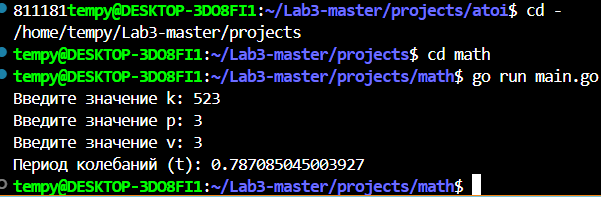 811181tempy@DESKTOP-3DO8FI1:~/Lab3-master/projects/atoi$ cd -
/home/tempy/Lab3-master/projects
tempy@DESKTOP-3DO8FI1:~/Lab3-master/projects$ cd math
tempy@DESKTOP-3DO8FI1:~/Lab3-master/projects/math$ go run main.go
Введите значение k: 523
Введите значение p: 3
Введите значение v: 3
Период колебаний (t): 0.787085045003927
tempy@DESKTOP-3DO8FI1:~/Lab3-master/projects/math$